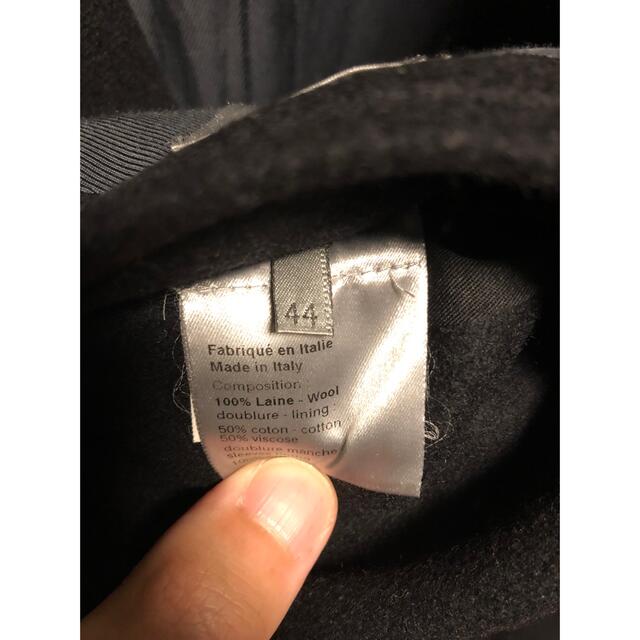 44
Fabriqué en Italie
Made in Italy
Composition :
100% Laine - Wool
doublure - lining :
50% coton - cotton
50% viscose
doublure manche
sleeves